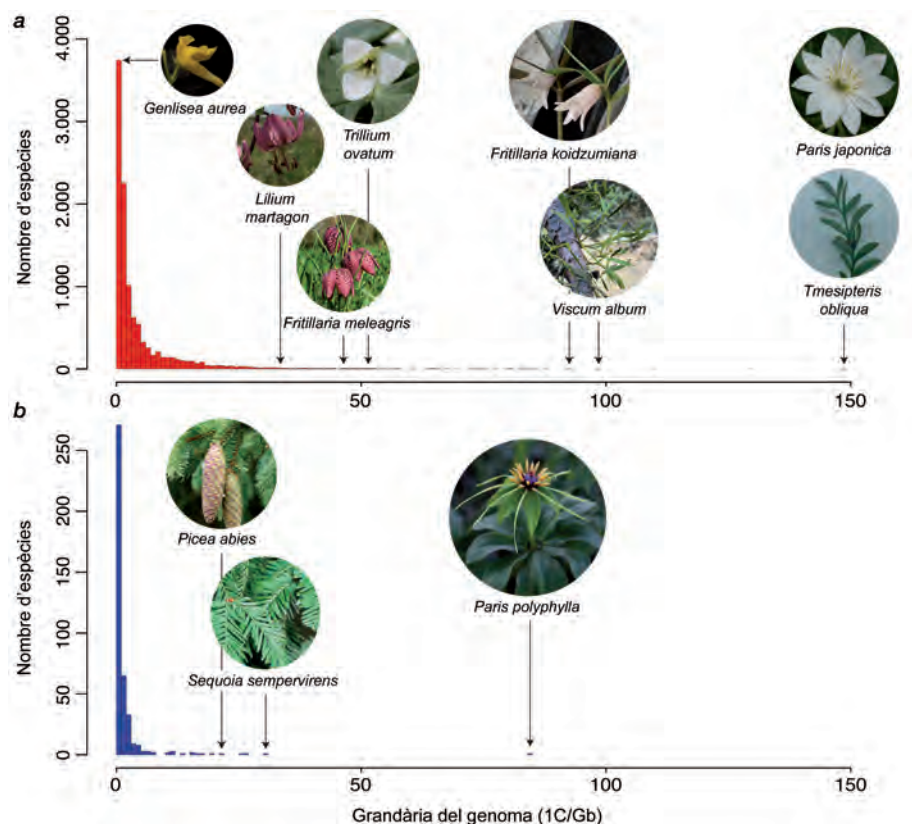 a
Nombre d'espècies
4.000
3.000
2.000
1.000
0
Genlisea aurea
Lílium
martagon
Trillium
ovatum
Fritillaria meleagris
Fritillaria koidzumiana
Viscum album
Paris japonica
Tmesipteris
obliqua
0
50
100
150
b
Nombre d'espècies
250
200
150
100
50
0
Picea abies
Sequoia sempervirens
Paris polyphylla
0
50
100
150
Grandària del genoma (1C/Gb)